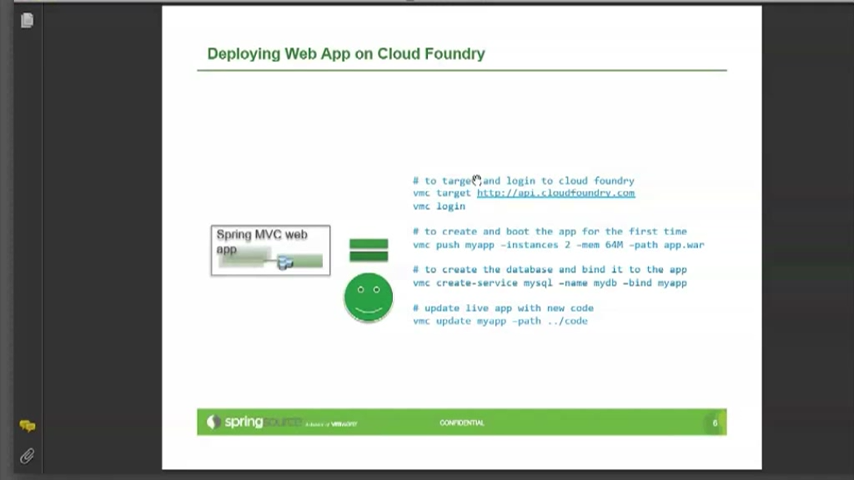 Deploying Web App on Cloud Foundry
# to target and login to cloud foundry
vmc target http://api.cloudfoundry.com
vmc login
Spring MVC web
app
# to create and boot the app for the first time
vmc push myapp –instances 2 –mem 64M –path app.war
# to create the database and bind it to the app
vmc create-service mysql –name mydb –bind myapp
# update live app with new code
vmc update myapp –path ../code
springsource a division of vmware
CONFIDENTIAL
6